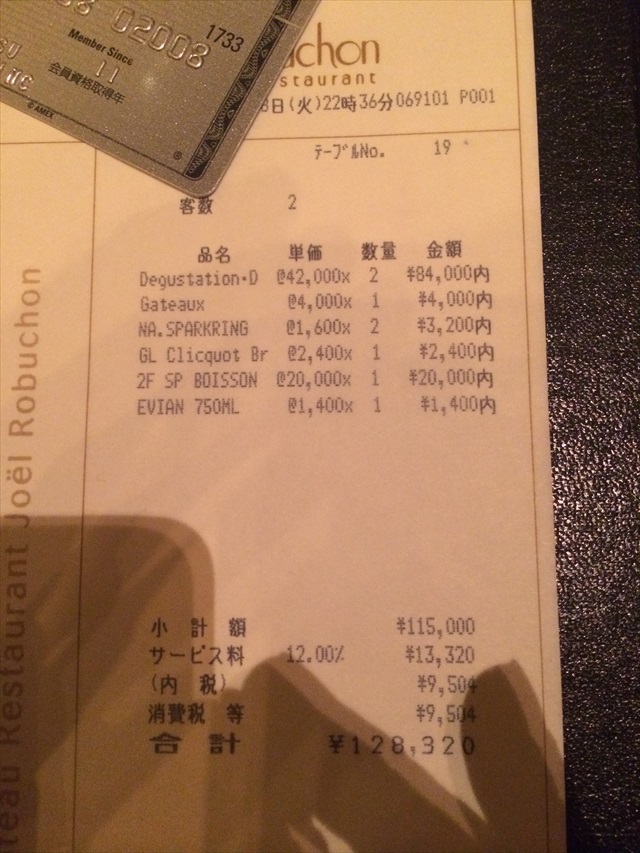 02008
1733
Member Since
11
会員資格取得年
© AMEX
®
uchon
staurant
日(火)22時36分069101 P001
ﾃｰﾌﾞﾙNo. 19
客数 2
品名 単価 数量 金額
Degustation・D @42,000x 2 ¥84,000内
Gateaux @4,000x 1 ¥4,000内
NA.SPARKRING @1,600x 2 ¥3,200内
GL Clicquot Br @2,400x 1 ¥2,400内
2F SP BOISSON @20,000x 1 ¥20,000内
EVIAN 750ML @1,400x 1 ¥1,400内
小計額 ¥115,000
サービス料 12.00% ¥13,320
(内 税) ¥9,504
消費税 等 ¥9,504
合計 ¥128,320
teau Restaurant Joël Robuchon